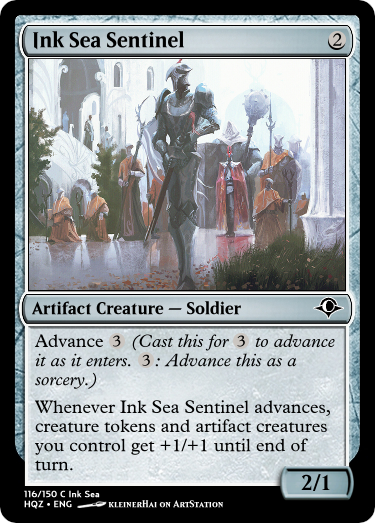 Ink Sea Sentinel 2
Artifact Creature — Soldier
Advance 3 (Cast this for 3 to advance
it as it enters. 3: Advance this as a
sorcery.)
Whenever Ink Sea Sentinel advances,
creature tokens and artifact creatures
you control get +1/+1 until end of
turn.
2/1
116/150 C Ink Sea
HQZ • ENG kleinerHai on ArtStation